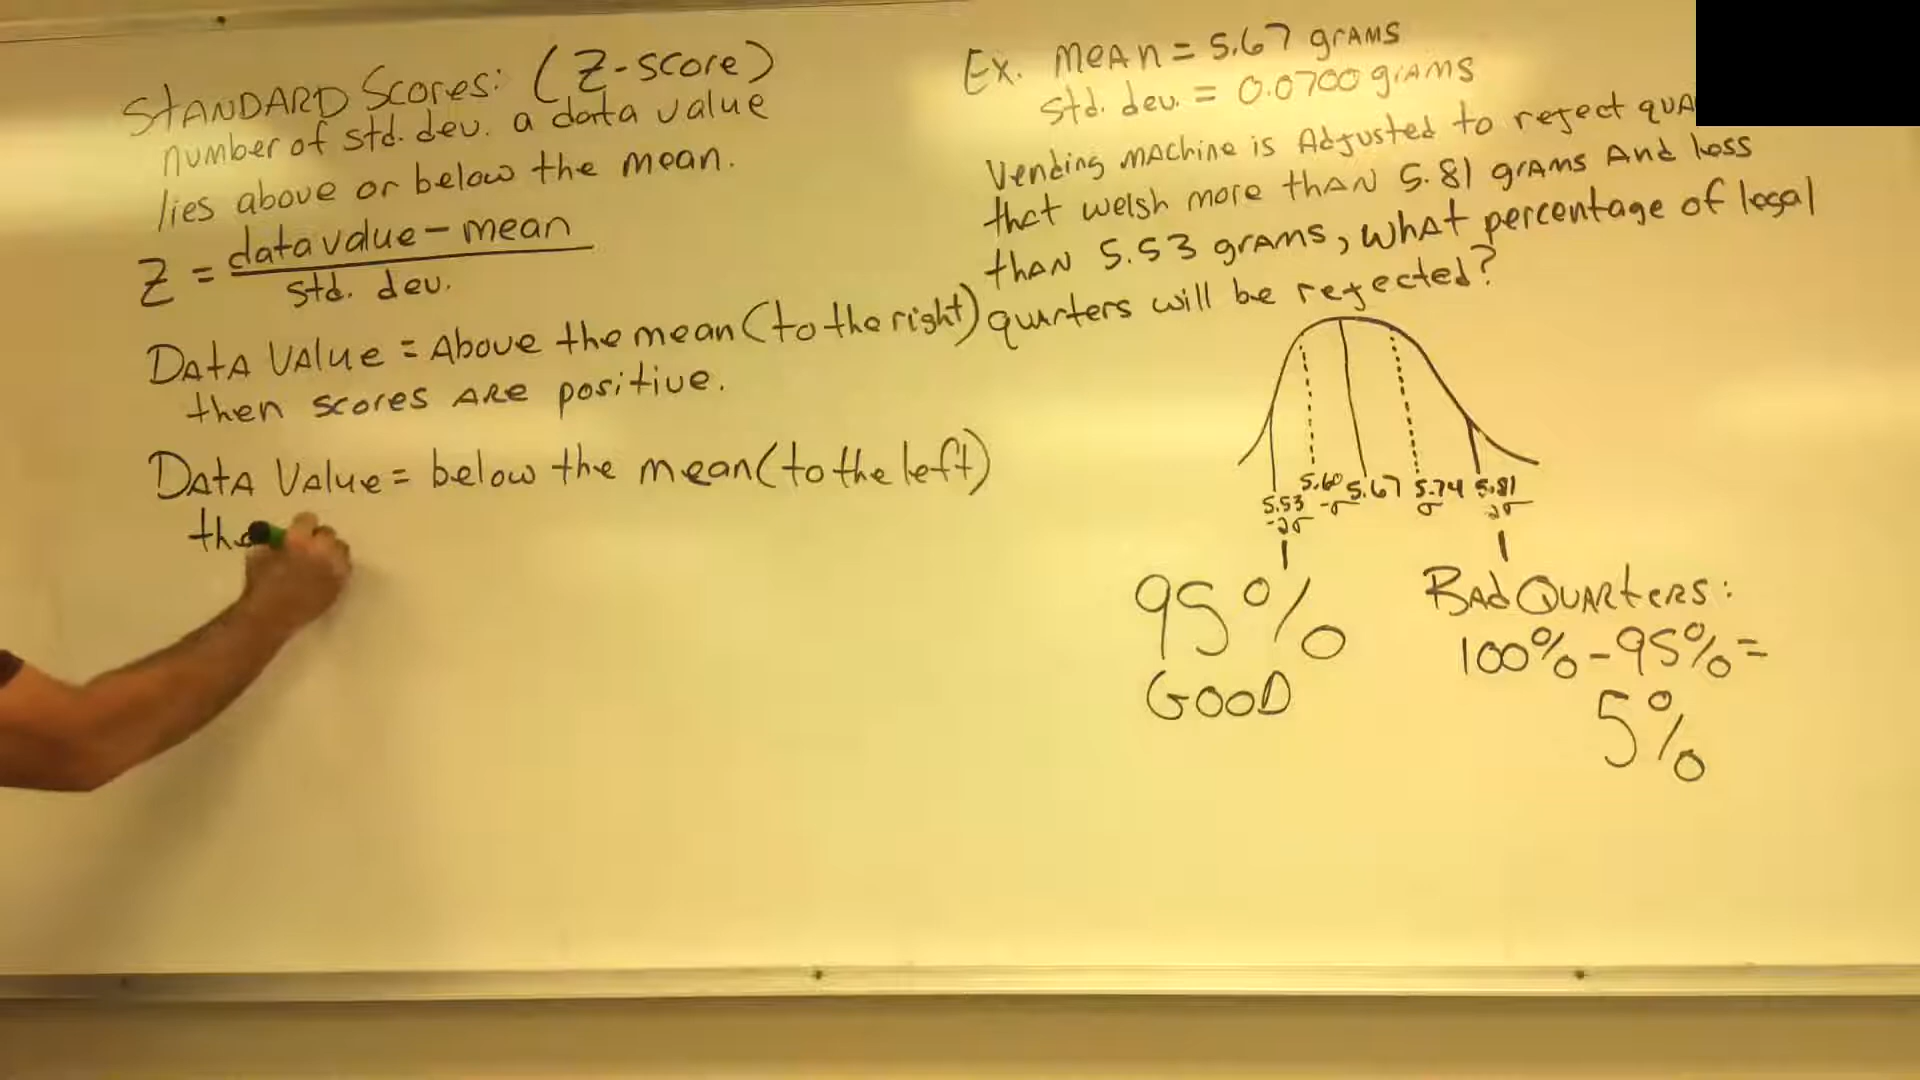 STANDARD Scores: (Z-score)
number of std. dev. a data value
lies above or below the mean.
Z = data value - mean
std. dev.
DATA VALUE = Above the mean (to the right)
then scores ARE positive.
DATA VALUE = below the mean (to the left)
the
Ex. MEAN = 5.67 grams
std. dev. = 0.0700 grams
Vending machine is Adjusted to reject QUA
that weigh more than 5.81 grams And less
than 5.53 grams, what percentage of legal
quarters will be rejected?
5.53 5.60 5.67 5.74 5.81
-2σ -σ σ 2σ
95%
GOOD
BAD QUARTERS:
100% - 95% =
5%